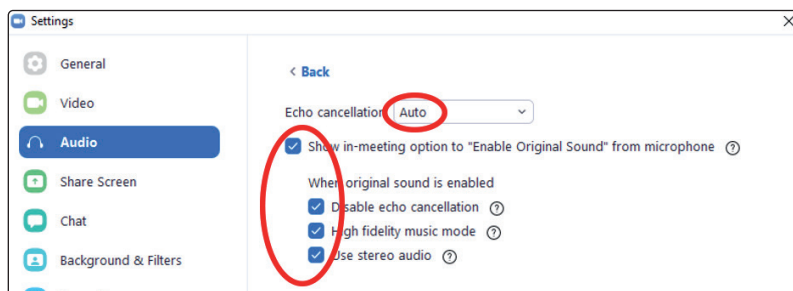 Settings
General
Video
Audio
Share Screen
Chat
Background & Filters
< Back
Echo cancellation Auto
Show in-meeting option to "Enable Original Sound" from microphone
When original sound is enabled
Disable echo cancellation
High fidelity music mode
Use stereo audio